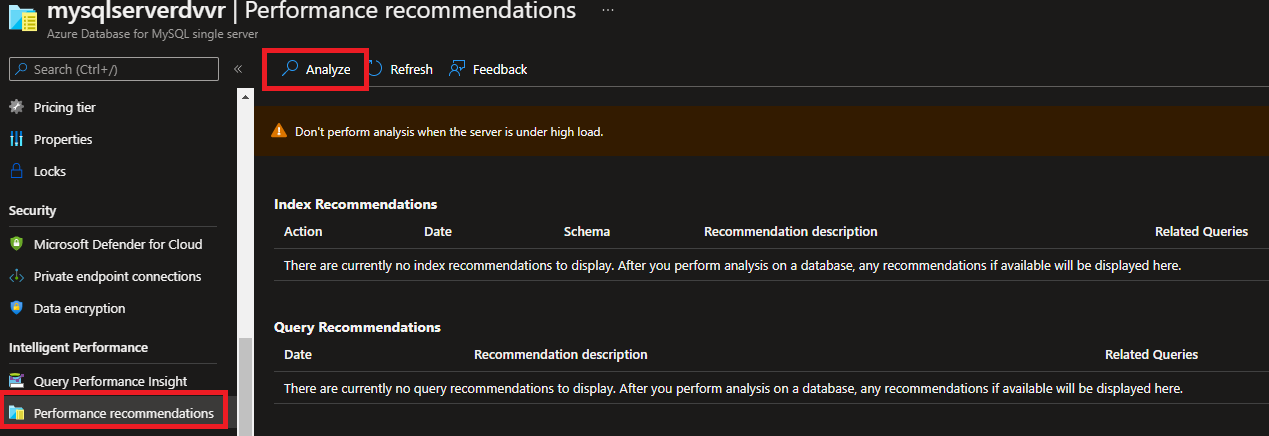 mysqlserverdvvr | Performance recommendations ...
Azure Database for MySQL single server
Search (Ctrl+/) «
Pricing tier
Properties
Locks
Security
Microsoft Defender for Cloud
Private endpoint connections
Data encryption
Intelligent Performance
Query Performance Insight
Performance recommendations
Analyze Refresh Feedback
Don't perform analysis when the server is under high load.
Index Recommendations
Action Date Schema Recommendation description Related Queries
There are currently no index recommendations to display. After you perform analysis on a database, any recommendations if available will be displayed here.
Query Recommendations
Date Recommendation description Related Queries
There are currently no query recommendations to display. After you perform analysis on a database, any recommendations if available will be displayed here.